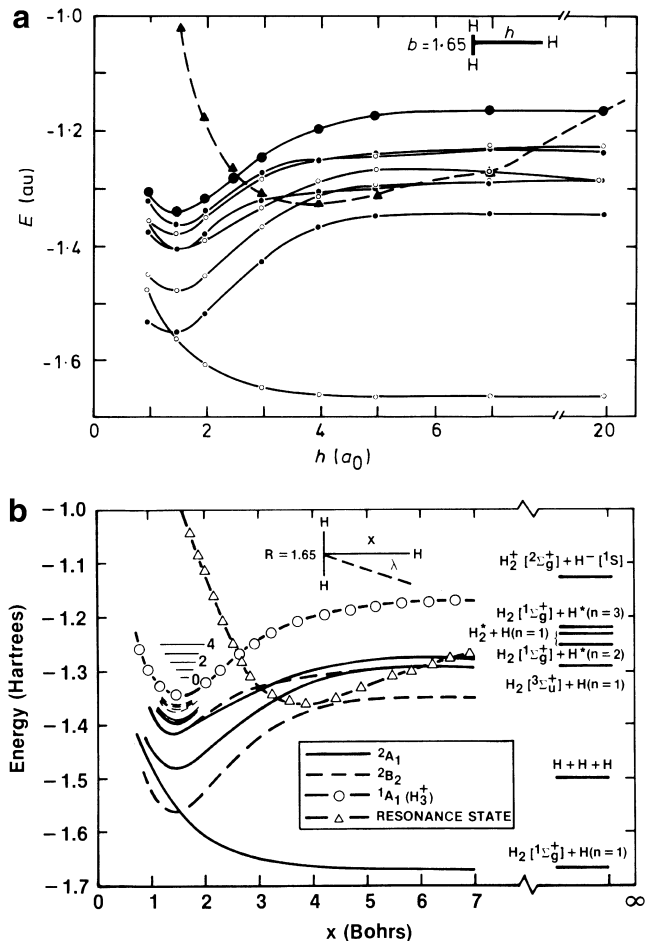 a
-1·0
-1·2
-1·4
-1·6
E (au)
b = 1·65
H
h
H
H
0
2
4
6
8
20
h (a0)
b
−1.0
−1.1
−1.2
−1.3
−1.4
−1.5
−1.6
−1.7
Energy (Hartrees)
H
x
R = 1.65
H
λ
H
4
2
0
²A₁
²B₂
¹A₁ (H₃⁺)
RESONANCE STATE
H₂⁺ [²Σg⁺] + H⁻ [¹S]
H₂ [¹Σg⁺] + H*(n = 3)
H₂* + H(n = 1)
H₂ [¹Σg⁺] + H*(n = 2)
H₂ [³Σu⁺] + H(n = 1)
H + H + H
H₂ [¹Σg⁺] + H(n = 1)
0 1 2 3 4 5 6 7 ∞
x (Bohrs)